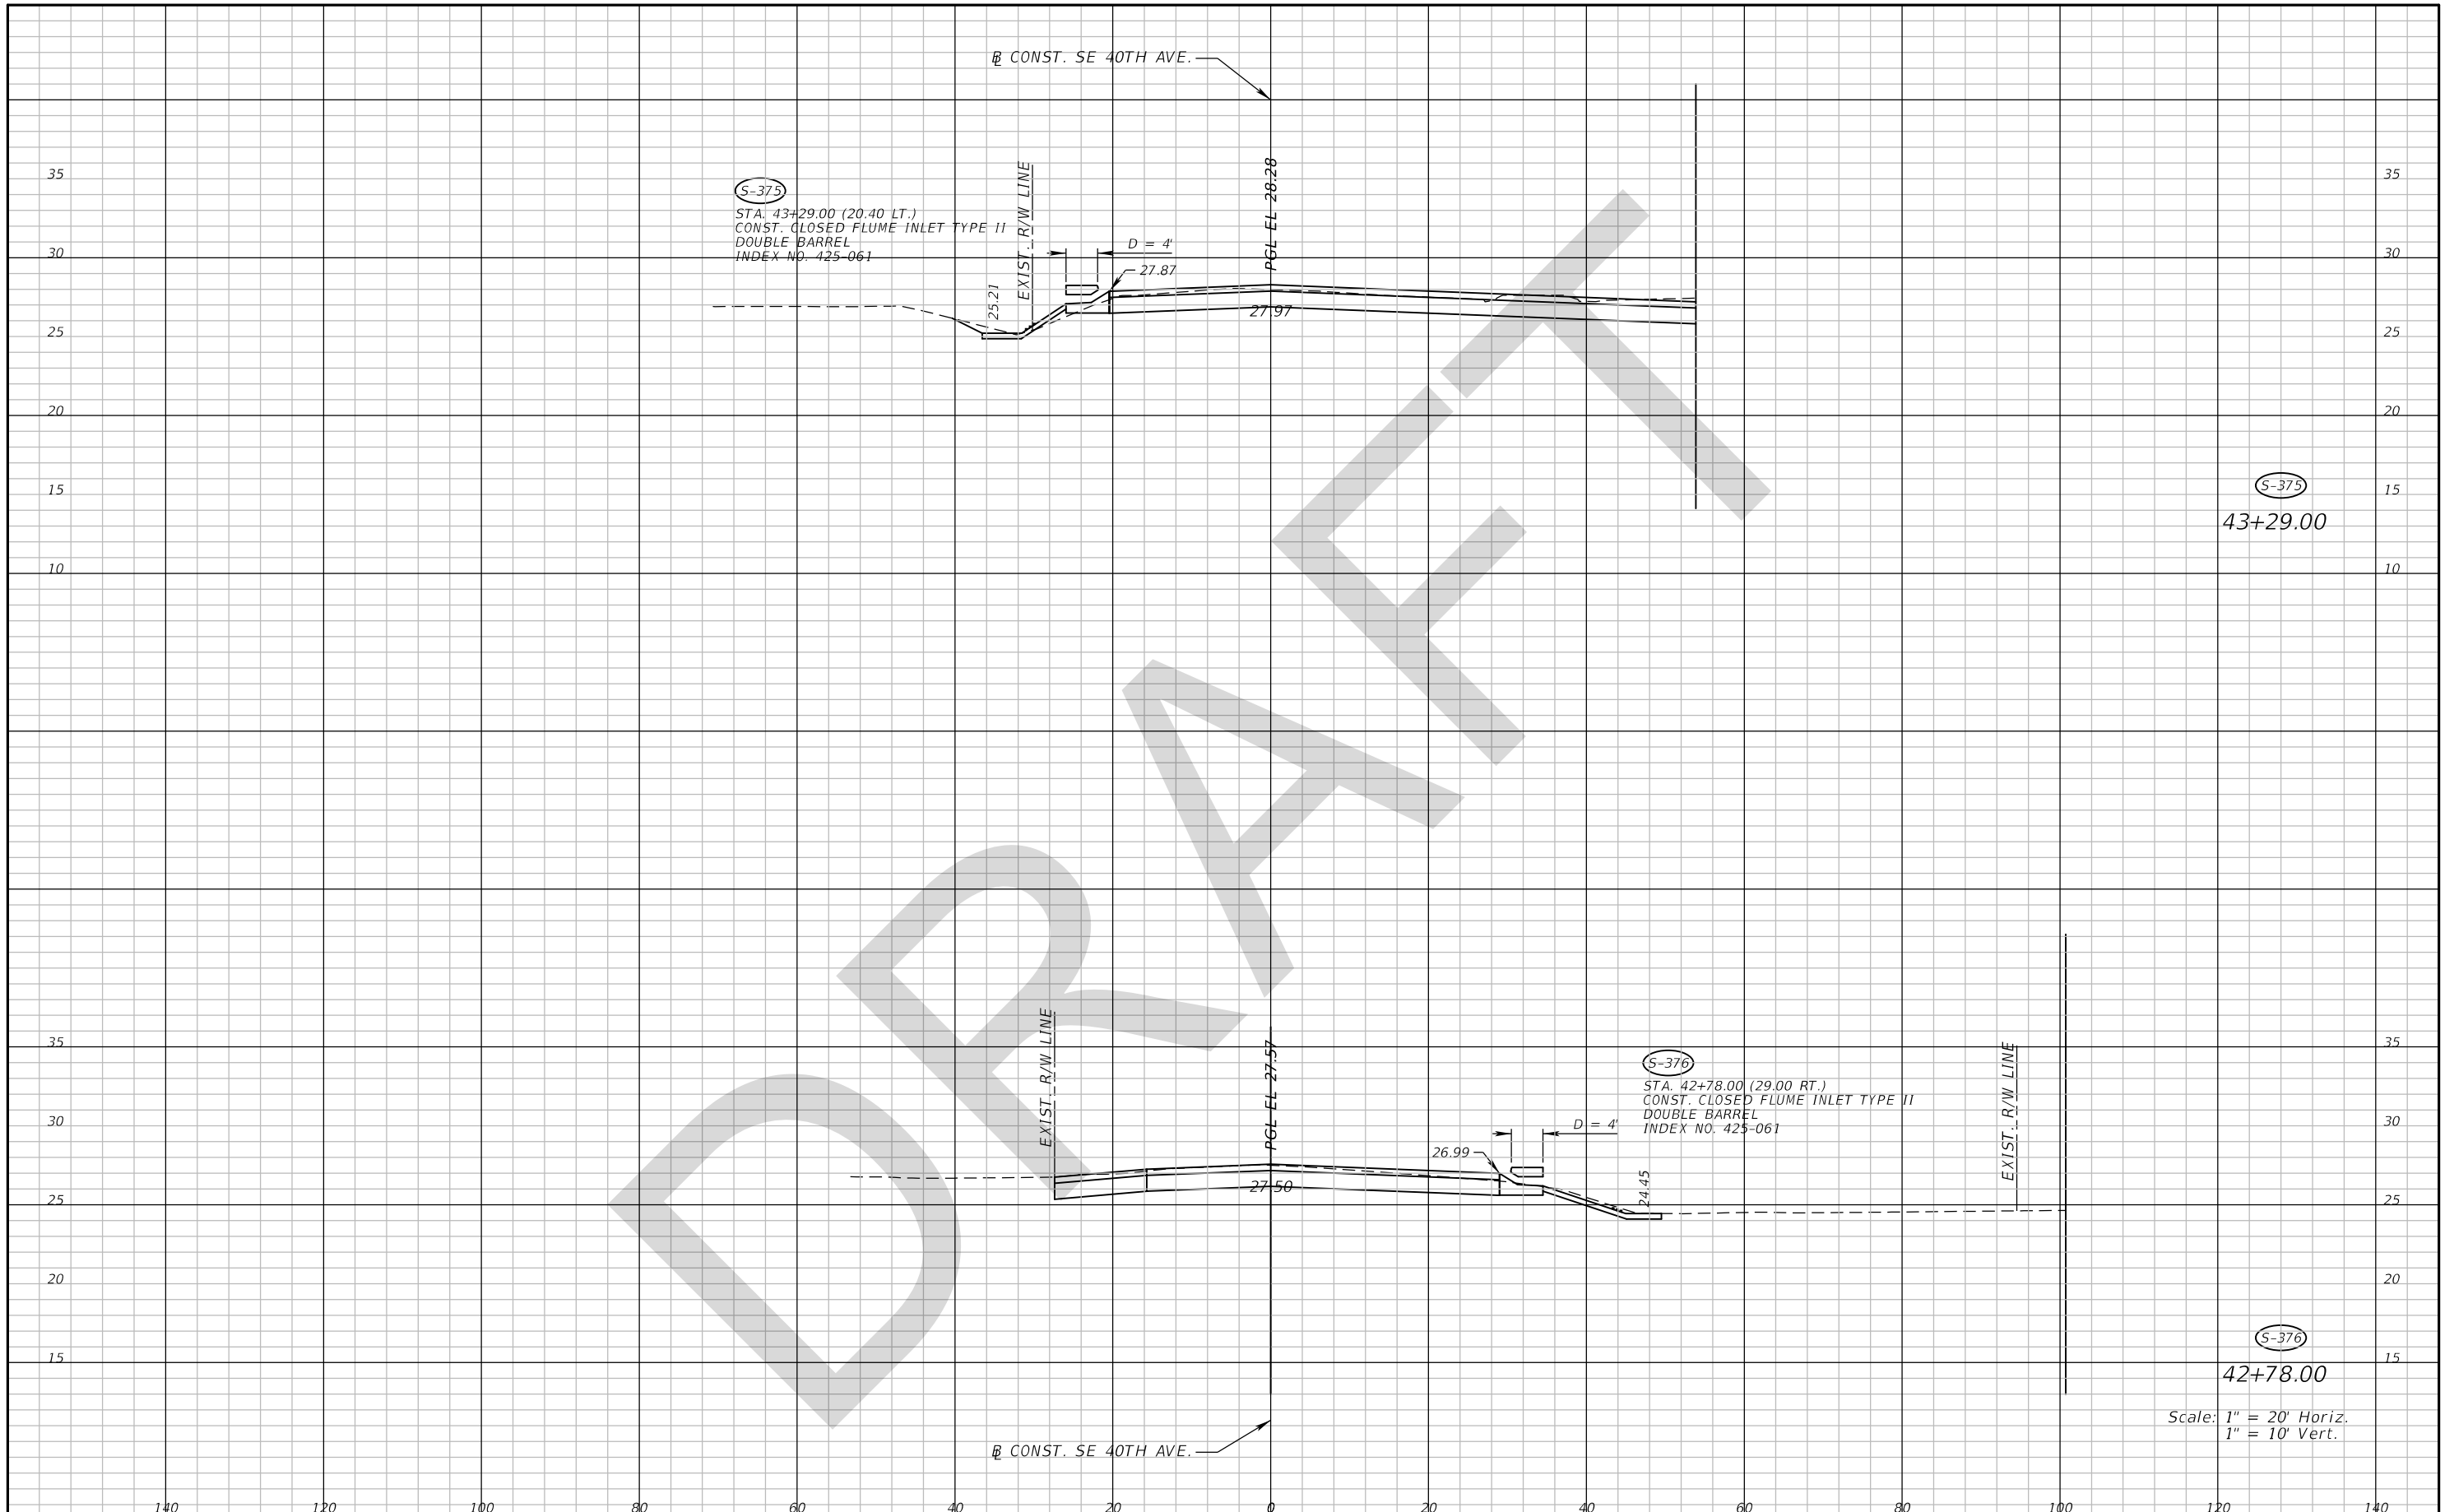 ℄ CONST. SE 40TH AVE.
PGL EL 28.28
EXIST. R/W LINE
35
35
S-375
STA. 43+29.00 (20.40 LT.)
CONST. CLOSED FLUME INLET TYPE II
DOUBLE BARREL
INDEX NO. 425-061
D = 4'
30
30
27.87
25.21
27.97
25
25
20
20
15
S-375
15
43+29.00
10
10
DRAFT
EXIST. R/W LINE
PGL EL 27.57
EXIST. R/W LINE
35
35
S-376
STA. 42+78.00 (29.00 RT.)
CONST. CLOSED FLUME INLET TYPE II
DOUBLE BARREL
INDEX NO. 425-061
D = 4'
30
30
26.99
24.45
27.50
25
25
20
20
S-376
15
15
42+78.00
Scale: 1" = 20' Horiz.
1" = 10' Vert.
℄ CONST. SE 40TH AVE.
140 120 100 80 60 40 20 0 20 40 60 80 100 120 140